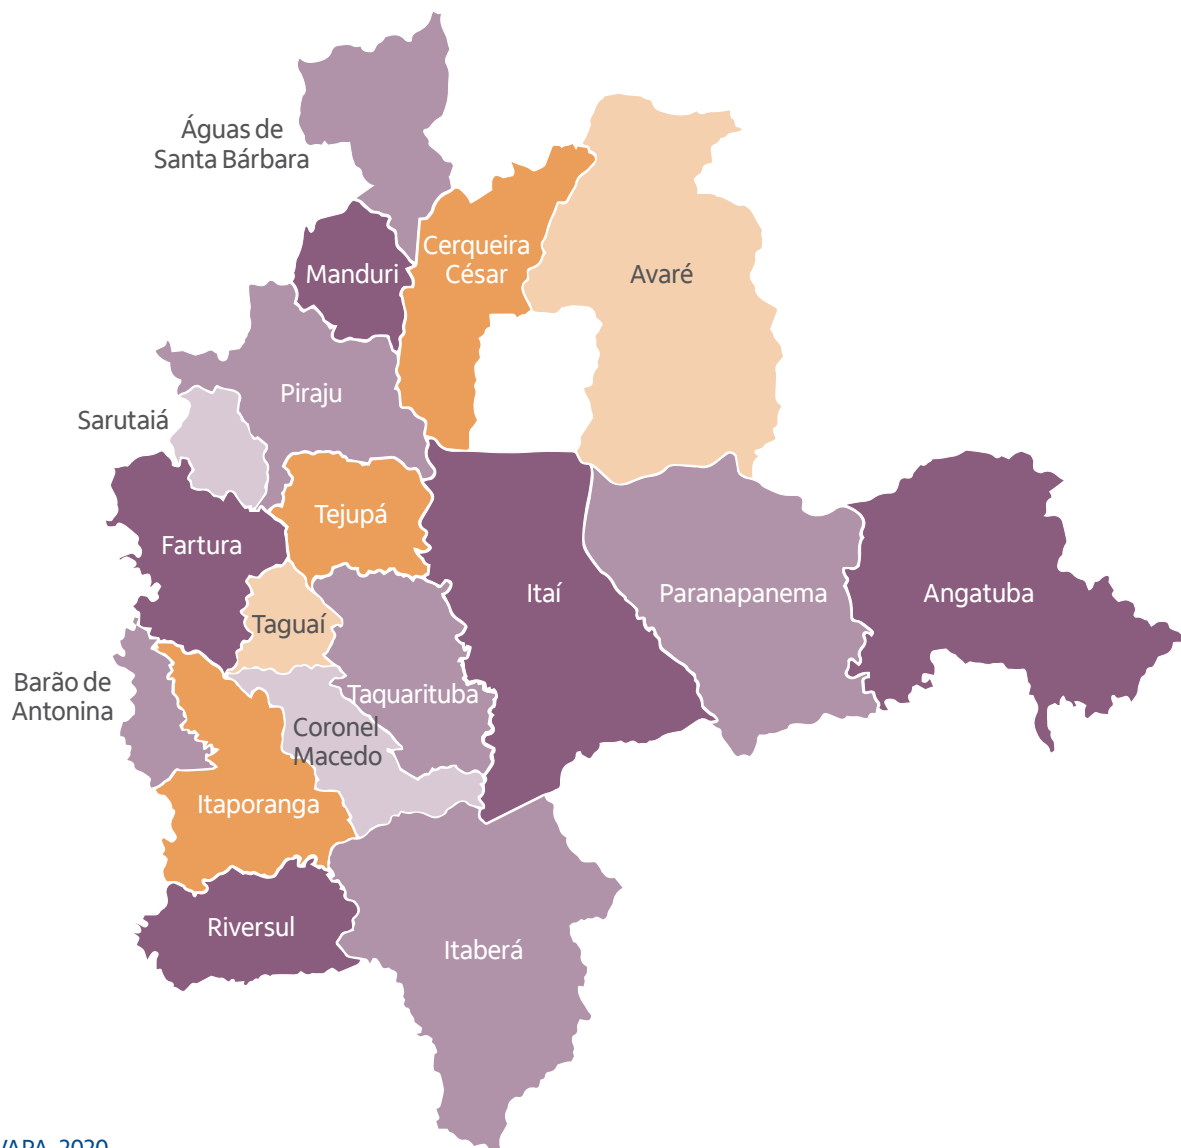 Águas de
Santa Bárbara
Cerqueira
César
Manduri
Avaré
Piraju
Sarutaiá
Tejupá
Fartura
Itaí
Paranapanema
Angatuba
Taguaí
Barão de
Antonina
Taquarituba
Coronel
Macedo
Itaporanga
Riversul
Itaberá
2020